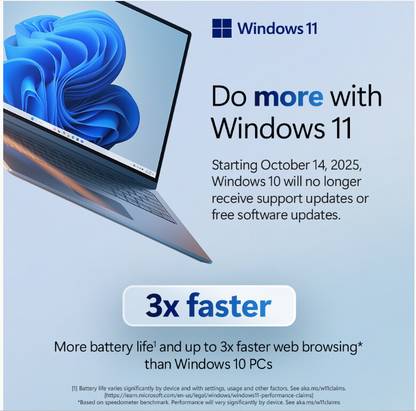 Windows 11
Do more with
Windows 11
Starting October 14, 2025,
Windows 10 will no longer
receive support updates or
free software updates.
3x faster
More battery life¹ and up to 3x faster web browsing*
than Windows 10 PCs
[1] Battery life varies significantly by device and with settings, usage and other factors. See aka.ms/w11claims.
(https://learn.microsoft.com/en-us/legal/windows/windows11-performance-claims)
*Based on speedometer benchmark. Performance will vary significantly by device. See aka.ms/w11claims.